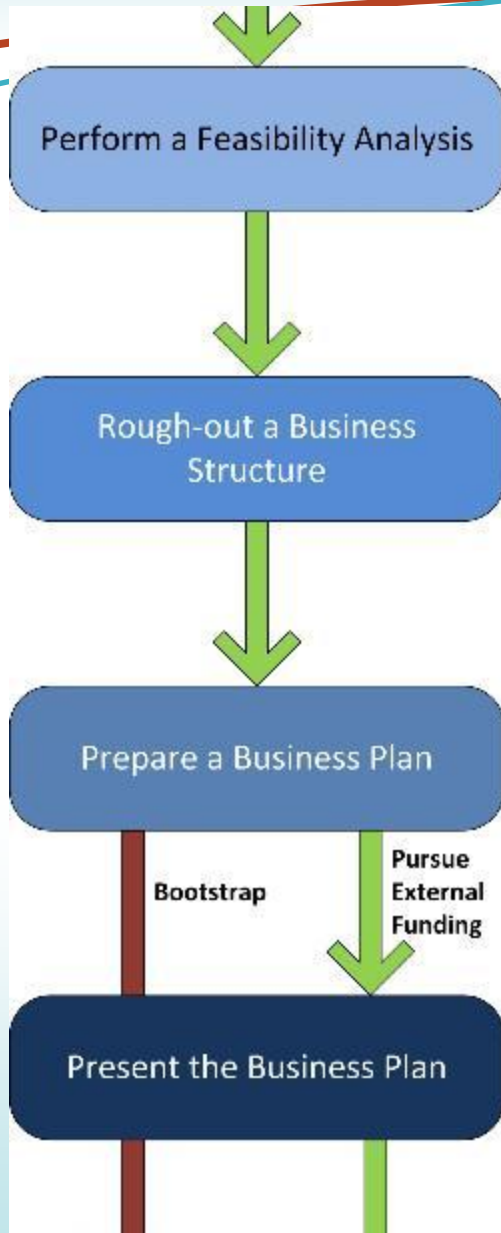 Perform a Feasibility Analysis
Rough-out a Business
Structure
Prepare a Business Plan
Bootstrap
Pursue
External
Funding
Present the Business Plan